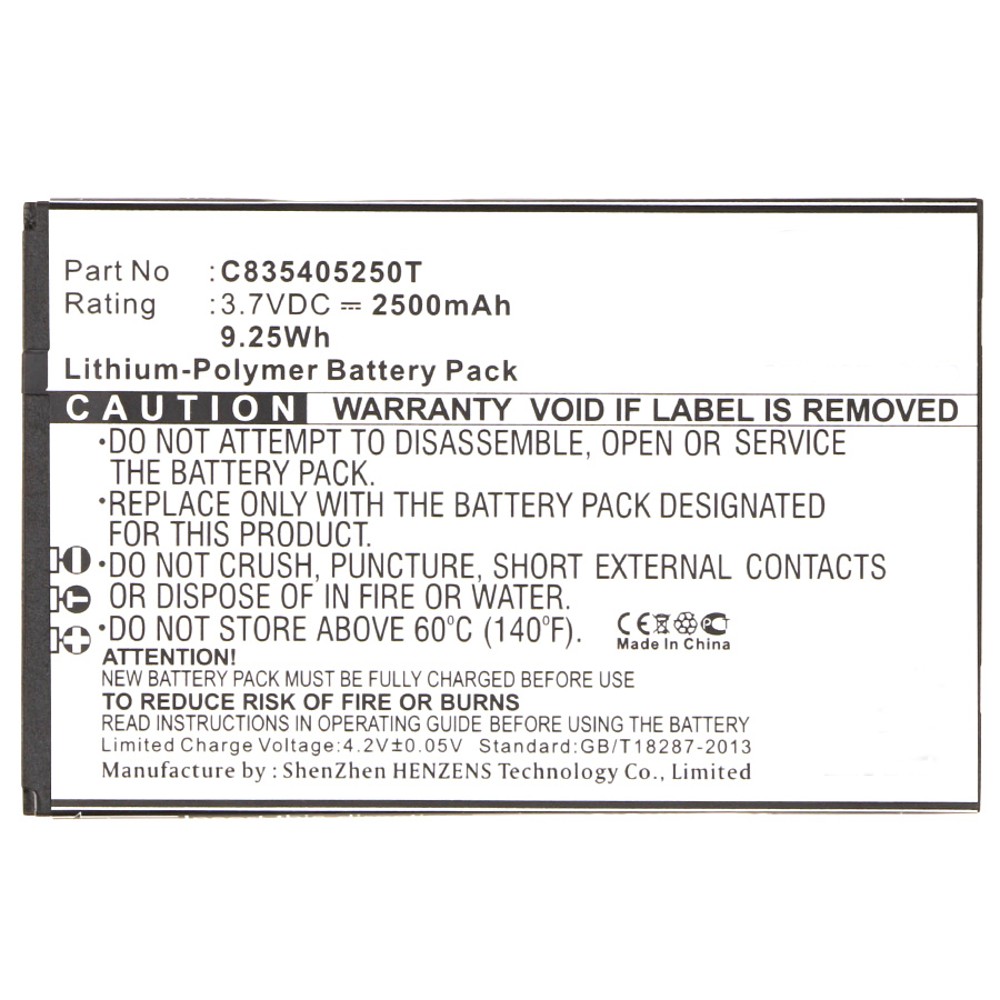 Part No :C835405250T
Rating :3.7VDC ⎓ 2500mAh
9.25Wh
Lithium-Polymer Battery Pack
CAUTION WARRANTY VOID IF LABEL IS REMOVED
·DO NOT ATTEMPT TO DISASSEMBLE, OPEN OR SERVICE
THE BATTERY PACK.
·REPLACE ONLY WITH THE BATTERY PACK DESIGNATED
FOR THIS PRODUCT.
·DO NOT CRUSH, PUNCTURE, SHORT EXTERNAL CONTACTS
OR DISPOSE OF IN FIRE OR WATER.
·DO NOT STORE ABOVE 60°C (140°F).
CE
Made In China
ATTENTION!
NEW BATTERY PACK MUST BE FULLY CHARGED BEFORE USE
TO REDUCE RISK OF FIRE OR BURNS
READ INSTRUCTIONS IN OPERATING GUIDE BEFORE USING THE BATTERY
Limited Charge Voltage:4.2V±0.05V Standard:GB/T18287-2013
Manufacture by : ShenZhen HENZENS Technology Co., Limited
- T +